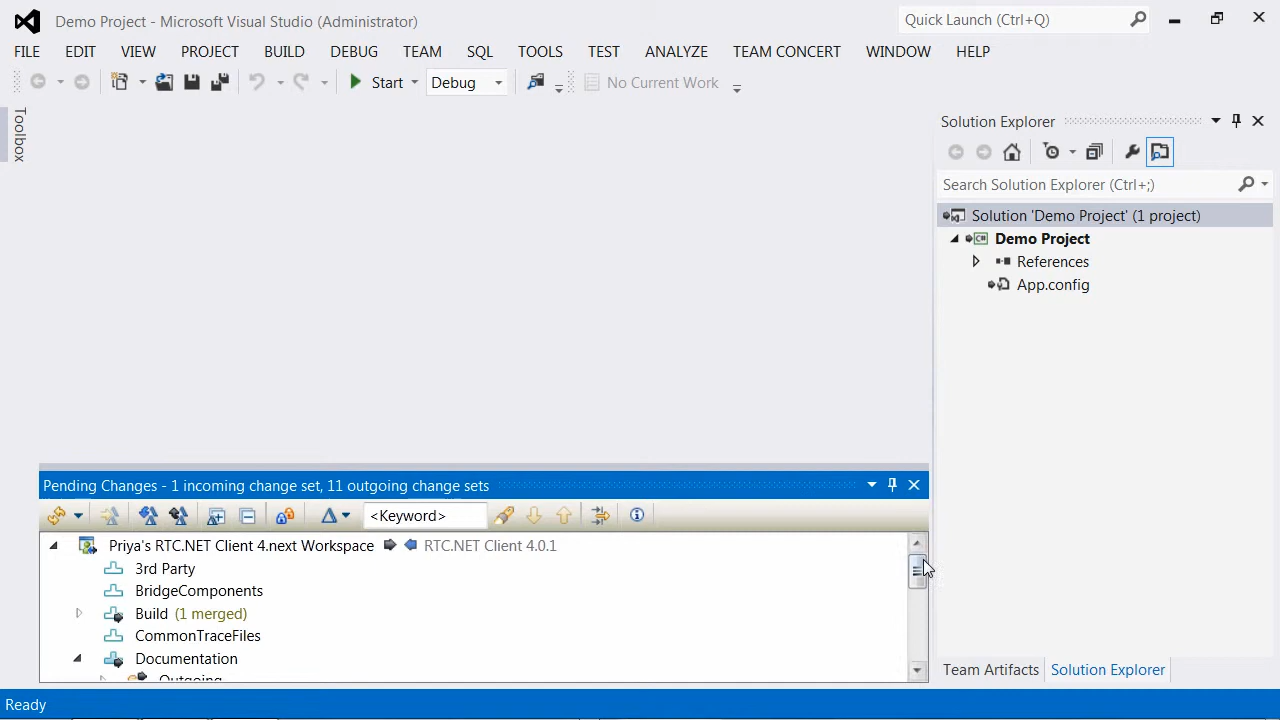 Demo Project - Microsoft Visual Studio (Administrator)
Quick Launch (Ctrl+Q)
FILE EDIT VIEW PROJECT BUILD DEBUG TEAM SQL TOOLS TEST ANALYZE TEAM CONCERT WINDOW HELP
Start Debug No Current Work
Toolbox
Solution Explorer
Search Solution Explorer (Ctrl+;)
Solution 'Demo Project' (1 project)
Demo Project
References
App.config
Pending Changes - 1 incoming change set, 11 outgoing change sets
<Keyword>
Priya's RTC.NET Client 4.next Workspace RTC.NET Client 4.0.1
3rd Party
BridgeComponents
Build (1 merged)
CommonTraceFiles
Documentation
Outgoing
Team Artifacts Solution Explorer
Ready